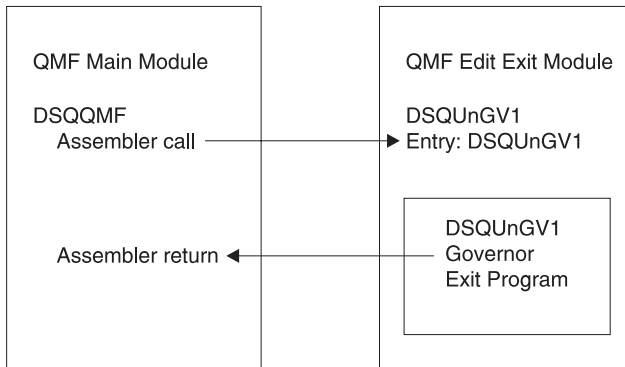 QMF Main Module
DSQQMF
Assembler call
Assembler return
QMF Edit Exit Module
DSQUnGV1
Entry: DSQUnGV1
DSQUnGV1
Governor
Exit Program